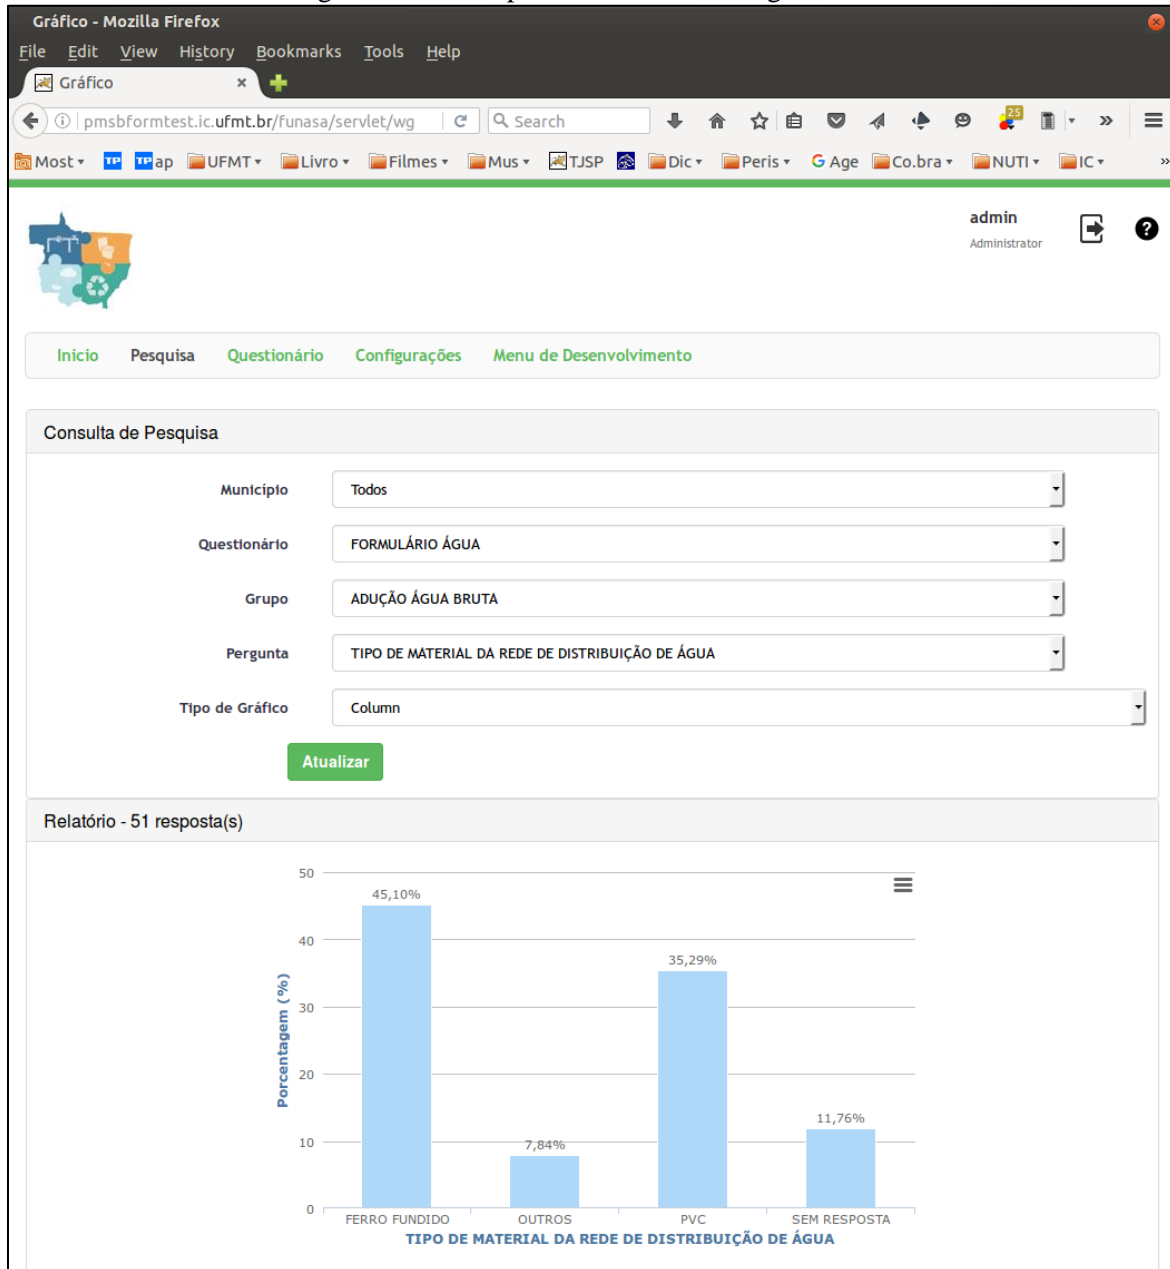 Gráfico - Mozilla Firefox
File Edit View History Bookmarks Tools Help
Gráfico
pmsbformtest.ic.ufmt.br/funasa/servlet/wg Search 25
Most TP TP ap UFMT Livro Filmes Mus TJSP Dic Peris G Age Co.bra NUTI IC
admin
Administrator
Inicio Pesquisa Questionário Configurações Menu de Desenvolvimento
Consulta de Pesquisa
Município Todos
Questionário FORMULÁRIO ÁGUA
Grupo ADUÇÃO ÁGUA BRUTA
Pergunta TIPO DE MATERIAL DA REDE DE DISTRIBUIÇÃO DE ÁGUA
Tipo de Gráfico Column
Atualizar
Relatório - 51 resposta(s)
50
45,10%
40
35,29%
30
Porcentagem (%)
20
11,76%
10
7,84%
0
FERRO FUNDIDO OUTROS PVC SEM RESPOSTA
TIPO DE MATERIAL DA REDE DE DISTRIBUIÇÃO DE ÁGUA